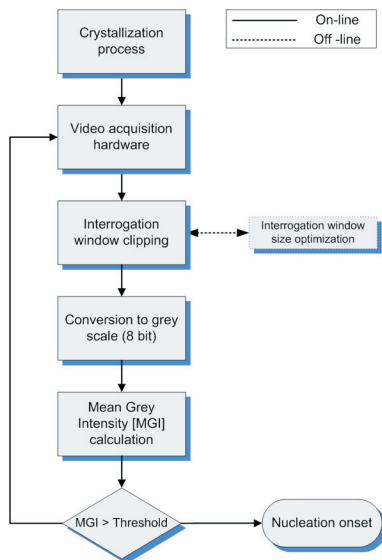 On-line
Off -line
Crystallization
process
Video acquisition
hardware
Interrogation
window clipping
Interrogation window
size optimization
Conversion to grey
scale (8 bit)
Mean Grey
Intensity [MGI]
calculation
MGI > Threshold
Nucleation onset